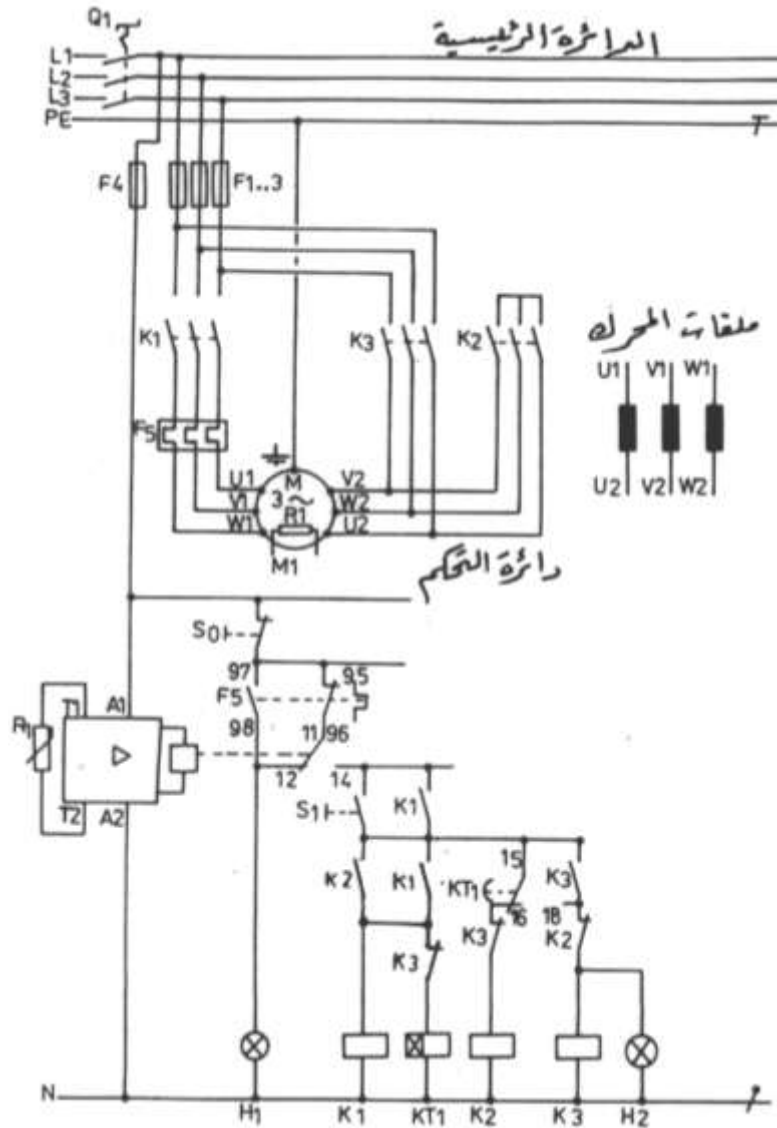 Q1
الدائرة الرئيسية
L1
L2
L3
PE
F4 F1..3
K1 K3 K2
ملفات المحرك
U1 V1 W1
F5
U2 V2 W2
U1 M V2
V1 3~ W2
W1 R1 U2
M1
دائرة التحكم
S0
97 95
F5
T1 A1
98 11 96
R1
12 14
T2 A2
S1 K1
15
K2 K1 KT1 K3
16 18
K3 K2
K3
N
H1 K1 KT1 K2 K3 H2